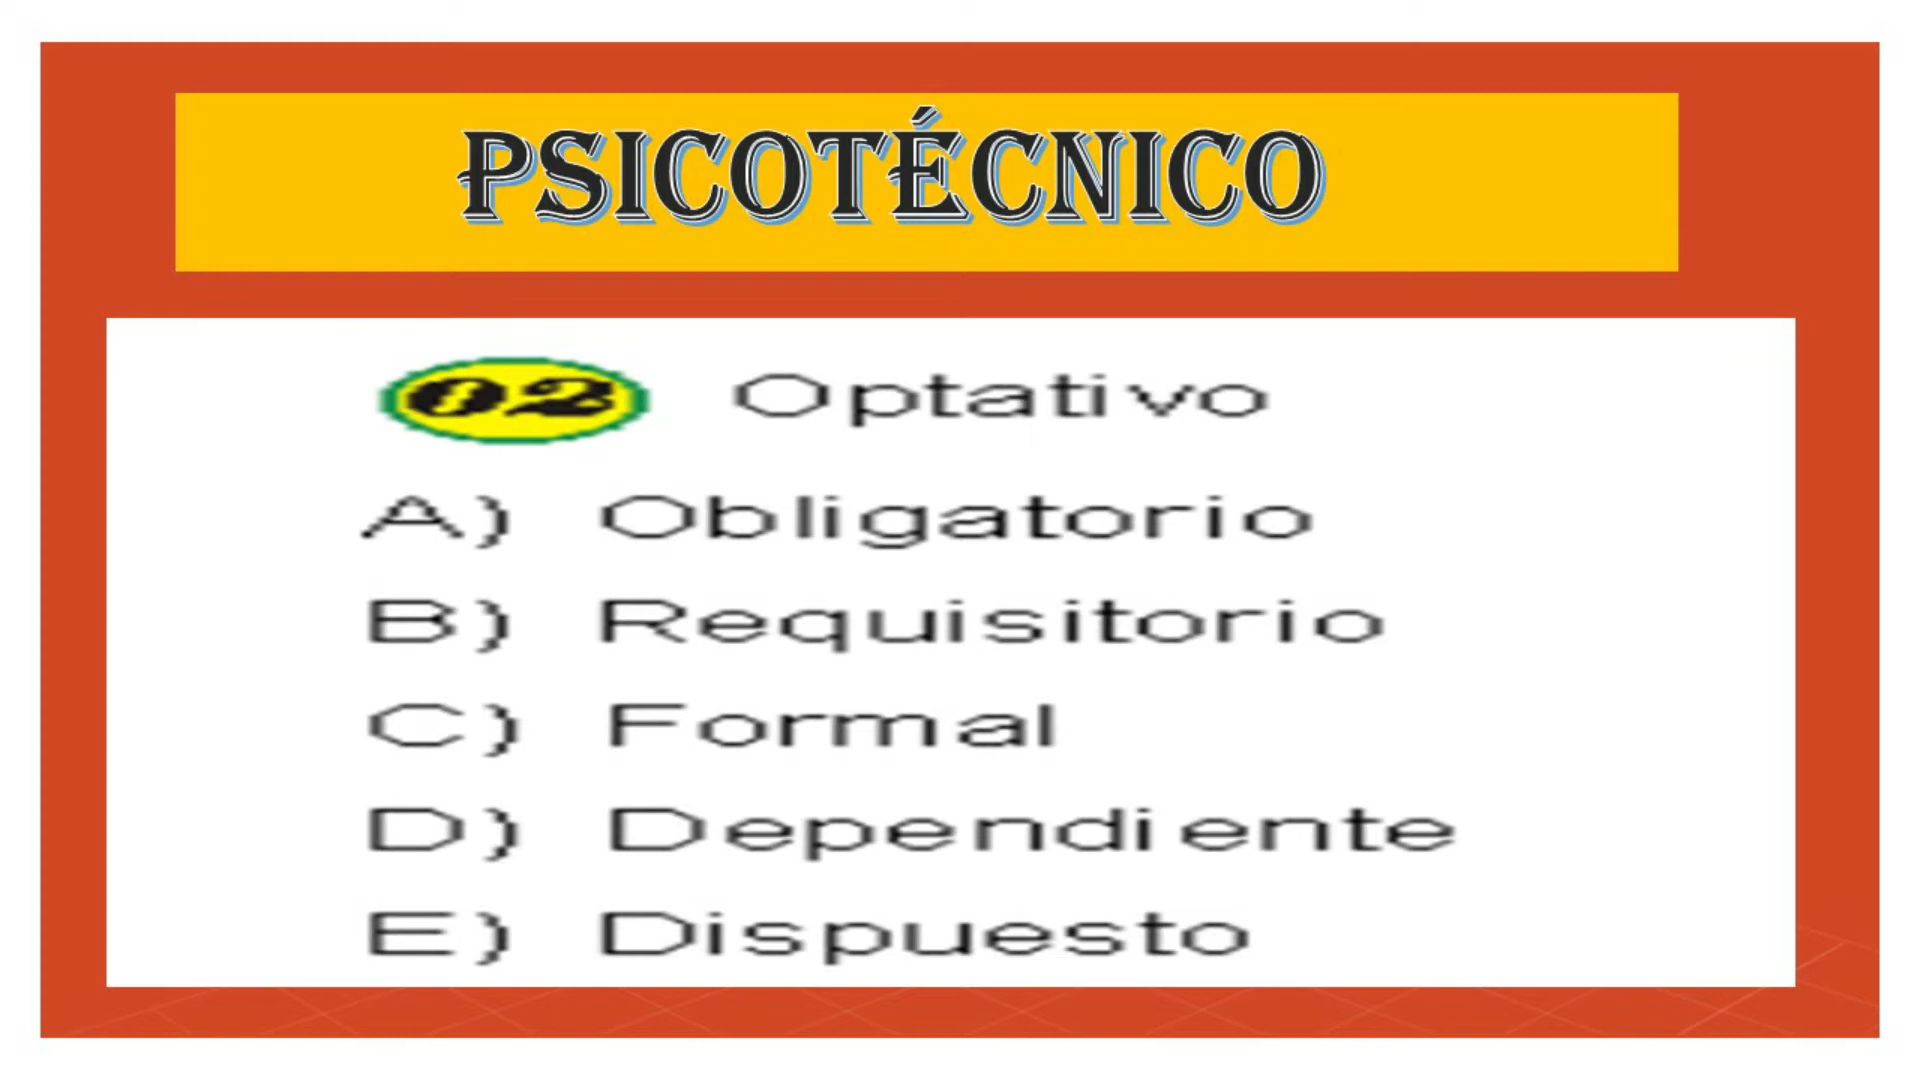 PSICOTÉCNICO
02 Optativo
A) Obligatorio
B) Requisitorio
C) Formal
D) Dependiente
E) Dispuesto